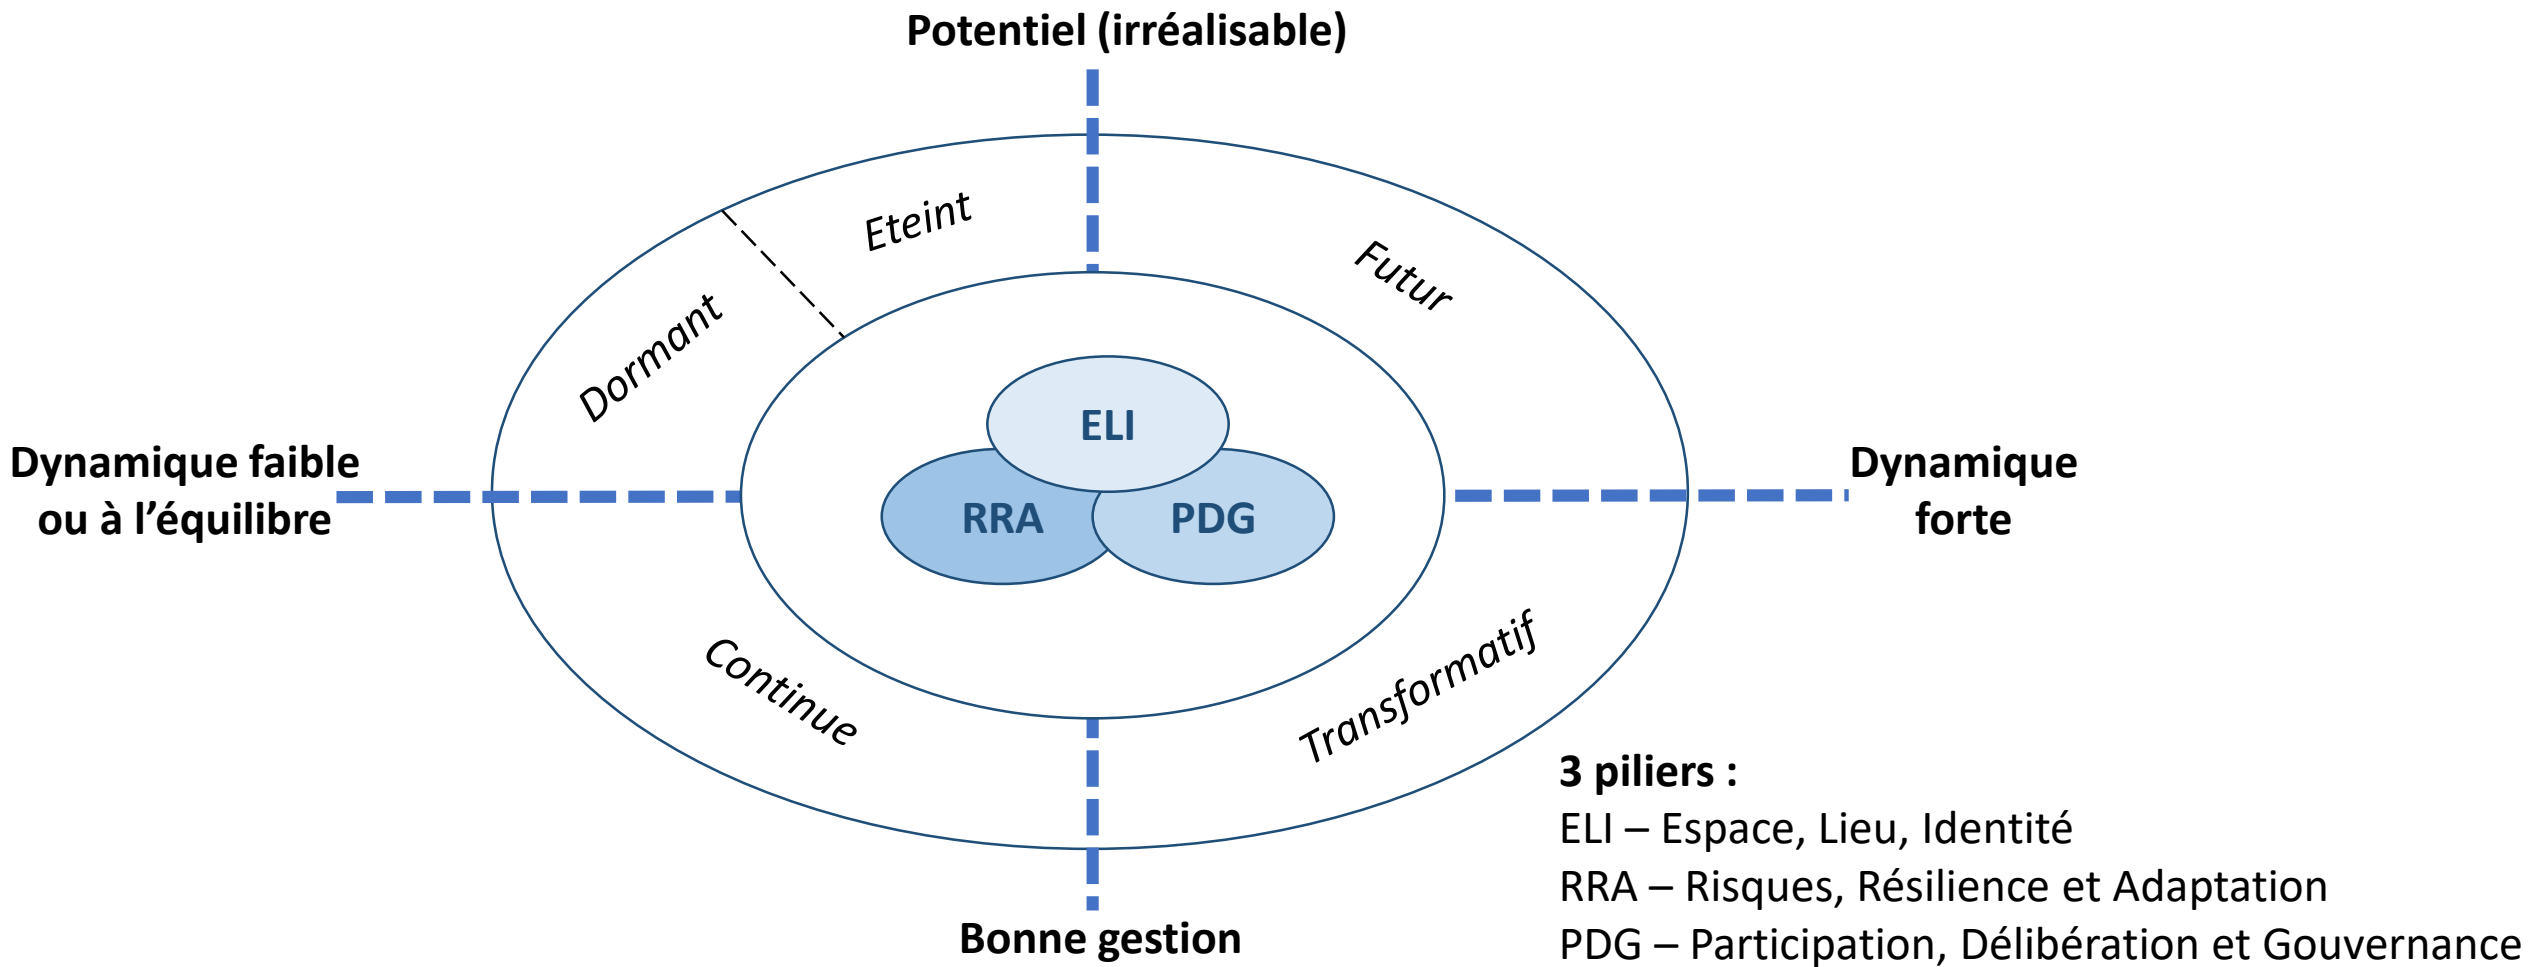 Potentiel (irréalisable)
Eteint
Futur
Dormant
ELI
Dynamique faible
ou à l’équilibre
Dynamique
forte
RRA
PDG
Continue
Transformatif
3 piliers :
ELI – Espace, Lieu, Identité
RRA – Risques, Résilience et Adaptation
Bonne gestion
PDG – Participation, Délibération et Gouvernance